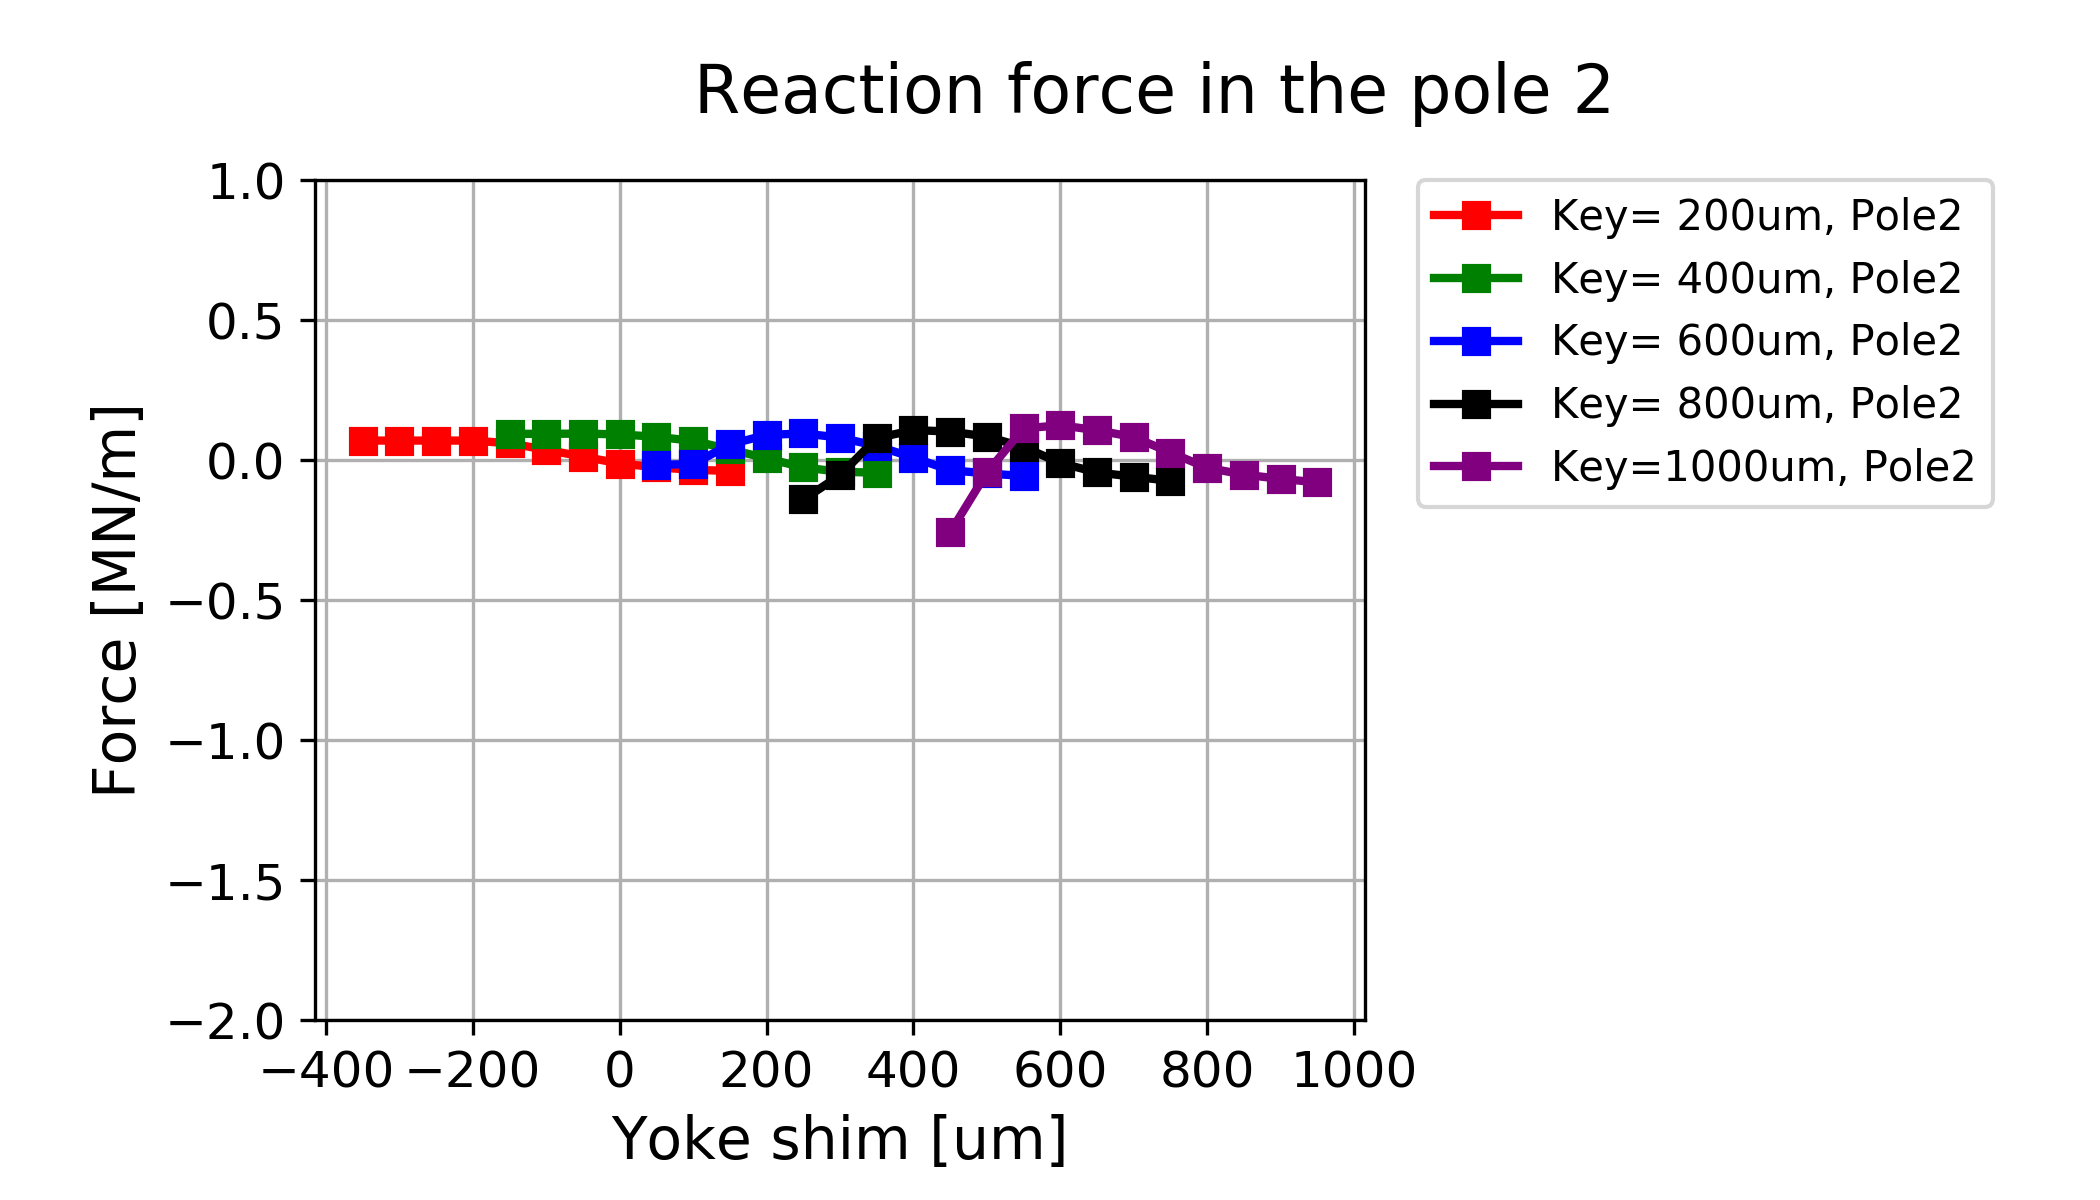 Reaction force in the pole 2
1.0
0.5
0.0
−0.5
−1.0
−1.5
−2.0
Force [MN/m]
−400 −200 0 200 400 600 800 1000
Yoke shim [um]
Key= 200um, Pole2
Key= 400um, Pole2
Key= 600um, Pole2
Key= 800um, Pole2
Key=1000um, Pole2